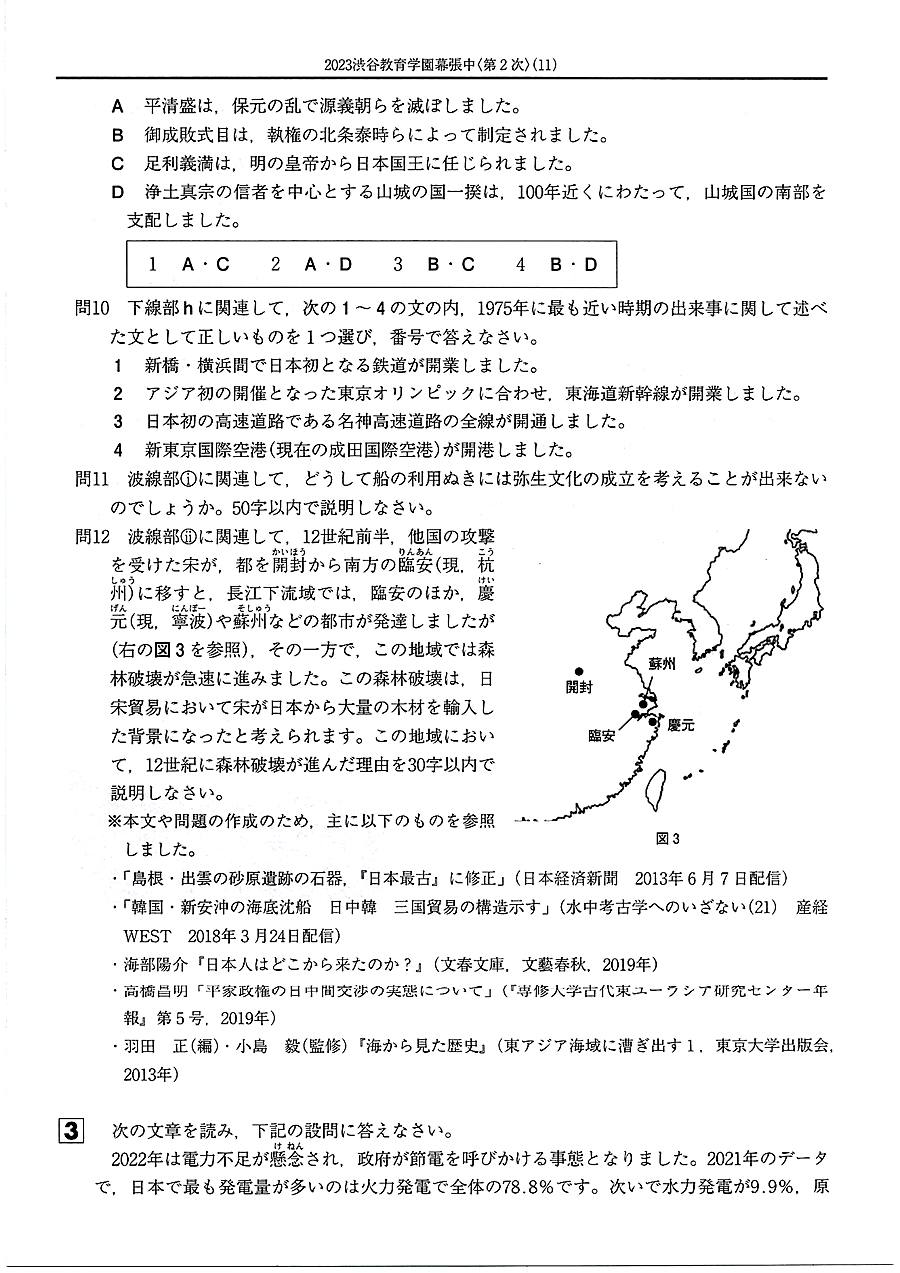 2023渋谷教育学園幕張中〈第2次〉(11)
A 平清盛は，保元の乱で源義朝らを滅ぼしました。
B 御成敗式目は，執権の北条泰時らによって制定されました。
C 足利義満は，明の皇帝から日本国王に任じられました。
D 浄土真宗の信者を中心とする山城の国一揆は，100年近くにわたって，山城国の南部を
支配しました。
1 A・C 2 A・D 3 B・C 4 B・D
問10 下線部hに関連して，次の1～4の文の内，1975年に最も近い時期の出来事に関して述べ
た文として正しいものを1つ選び，番号で答えなさい。
1 新橋・横浜間で日本初となる鉄道が開業しました。
2 アジア初の開催となった東京オリンピックに合わせ，東海道新幹線が開業しました。
3 日本初の高速道路である名神高速道路の全線が開通しました。
4 新東京国際空港(現在の成田国際空港)が開港しました。
問11 波線部ⓘに関連して，どうして船の利用ぬきには弥生文化の成立を考えることが出来ない
のでしょうか。50字以内で説明しなさい。
問12 波線部ⓘⓘに関連して，12世紀前半，他国の攻撃
かいほう りんあん こう
を受けた宋が，都を開封から南方の臨安(現，杭
しゅう けい
州)に移すと，長江下流域では，臨安のほか，慶
げん にんぽー そしゅう
元(現，寧波)や蘇州などの都市が発達しましたが
(右の図3を参照)，その一方で，この地域では森
林破壊が急速に進みました。この森林破壊は，日
宋貿易において宋が日本から大量の木材を輸入し
た背景になったと考えられます。この地域におい
て，12世紀に森林破壊が進んだ理由を30字以内で
説明しなさい。
蘇州
開封
慶元
臨安
図3
※本文や問題の作成のため，主に以下のものを参照
しました。
・「島根・出雲の砂原遺跡の石器，『日本最古』に修正」(日本経済新聞 2013年6月7日配信)
・「韓国・新安沖の海底沈船 日中韓 三国貿易の構造示す」(水中考古学へのいざない(21) 産経
WEST 2018年3月24日配信)
・海部陽介『日本人はどこから来たのか？』(文春文庫，文藝春秋，2019年)
・高橋昌明「平家政権の日中間交渉の実態について」(『専修大学古代東ユーラシア研究センター年
報』第5号，2019年)
・羽田 正(編)・小島 毅(監修)『海から見た歴史』(東アジア海域に漕ぎ出す1，東京大学出版会，
2013年)
3 次の文章を読み，下記の設問に答えなさい。
けねん
2022年は電力不足が懸念され，政府が節電を呼びかける事態となりました。2021年のデータ
で，日本で最も発電量が多いのは火力発電で全体の78.8%です。次いで水力発電が9.9%，原